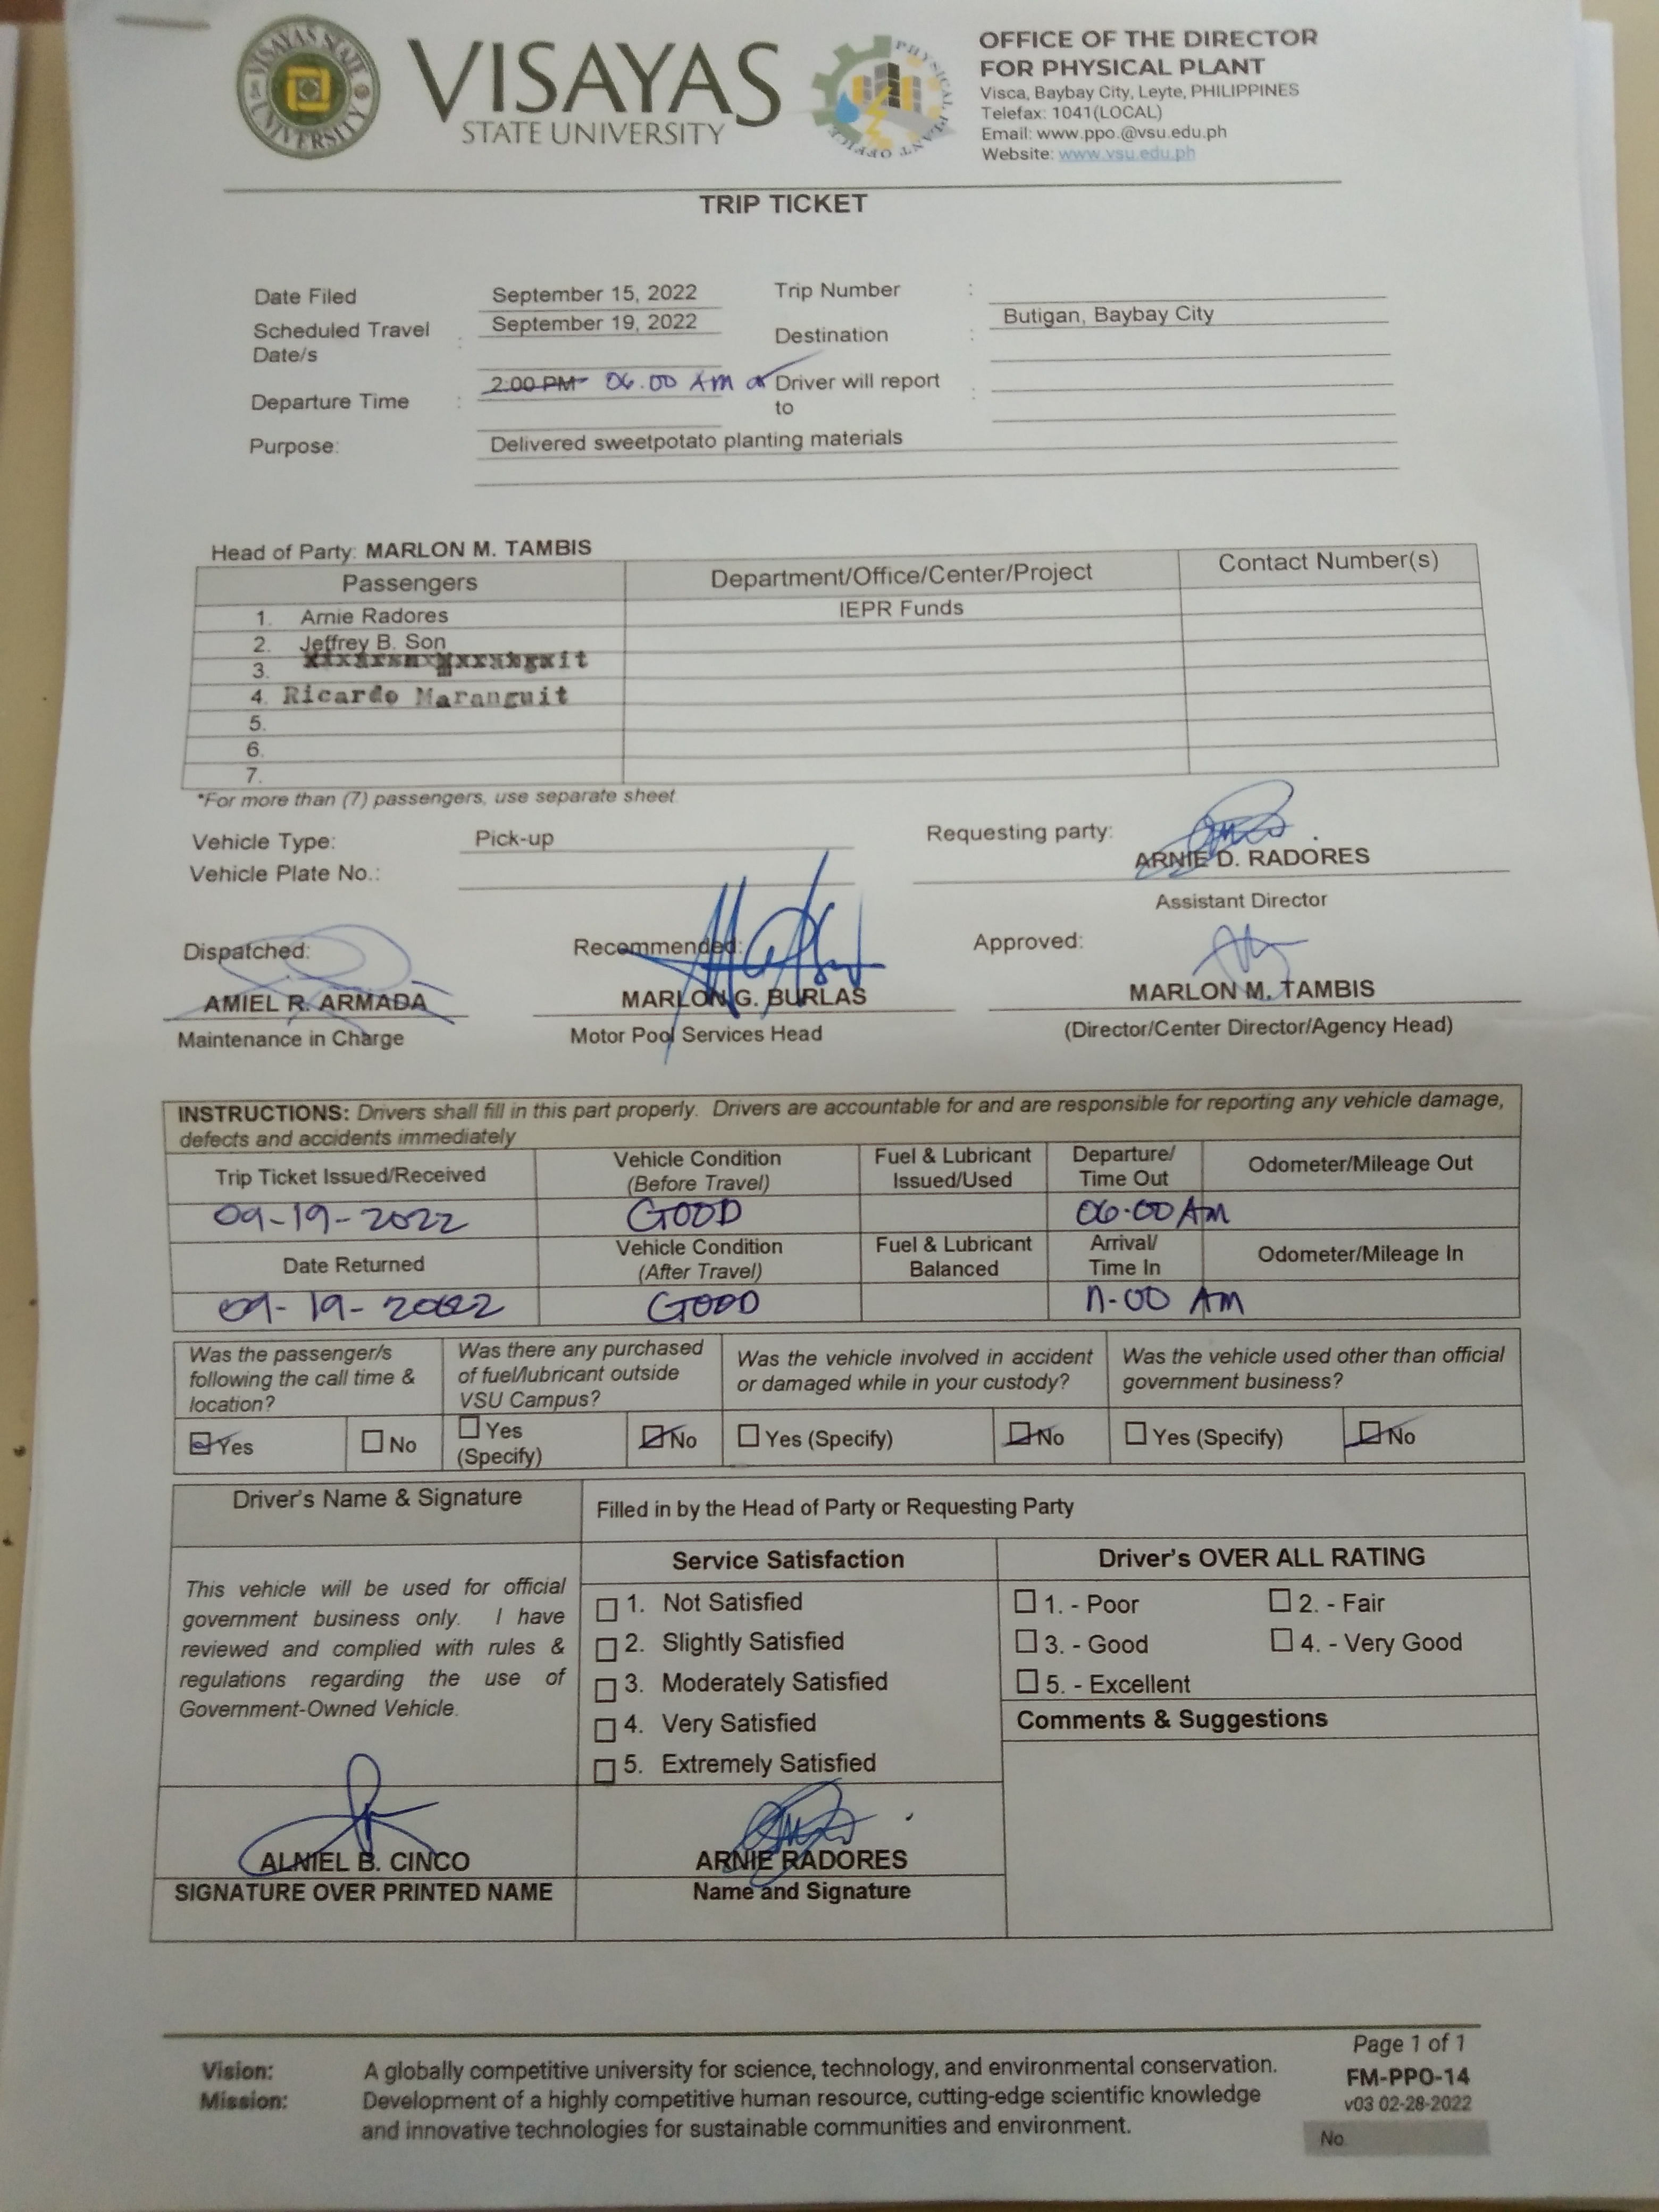 VISAYAS STATE UNIVERSITY
VISAYAS
STATE UNIVERSITY
PHYSICAL PLANT OFFICE
OFFICE OF THE DIRECTOR
FOR PHYSICAL PLANT
Visca, Baybay City, Leyte, PHILIPPINES
Telefax: 1041(LOCAL)
Email: www.ppo.@vsu.edu.ph
Website: www.vsu.edu.ph
TRIP TICKET
Date Filed September 15, 2022 Trip Number :
Scheduled Travel Date/s : September 19, 2022 Destination : Butigan, Baybay City
Departure Time : 2:00 PM 06.00 AM Driver will report to :
Purpose: Delivered sweetpotato planting materials
Head of Party: MARLON M. TAMBIS
Passengers Department/Office/Center/Project Contact Number(s)
1. Arnie Radores IEPR Funds
2. Jeffrey B. Son
3.
4. Ricardo Maranguit
5.
6.
7.
*For more than (7) passengers, use separate sheet
Vehicle Type: Pick-up Requesting party:
Vehicle Plate No.: ARNIE D. RADORES
Assistant Director
Dispatched: Recommended: Approved:
AMIEL R. ARMADA MARLON G. BURLAS MARLON M. TAMBIS
Maintenance in Charge Motor Pool Services Head (Director/Center Director/Agency Head)
INSTRUCTIONS: Drivers shall fill in this part properly. Drivers are accountable for and are responsible for reporting any vehicle damage,
defects and accidents immediately
Trip Ticket Issued/Received Vehicle Condition (Before Travel) Fuel & Lubricant Issued/Used Departure/ Time Out Odometer/Mileage Out
09-19-2022 GOOD 06.00 AM
Date Returned Vehicle Condition (After Travel) Fuel & Lubricant Balanced Arrival/ Time In Odometer/Mileage In
09-19-2022 GOOD 11-00 AM
Was the passenger/s following the call time & location? Was there any purchased of fuel/lubricant outside VSU Campus? Was the vehicle involved in accident or damaged while in your custody? Was the vehicle used other than official government business?
Yes No Yes (Specify) No Yes (Specify) No Yes (Specify) No
Driver's Name & Signature Filled in by the Head of Party or Requesting Party
Service Satisfaction Driver's OVER ALL RATING
This vehicle will be used for official
government business only. I have
reviewed and complied with rules &
regulations regarding the use of
Government-Owned Vehicle.
1. Not Satisfied
2. Slightly Satisfied
3. Moderately Satisfied
4. Very Satisfied
5. Extremely Satisfied
1. - Poor 2. - Fair
3. - Good 4. - Very Good
5. - Excellent
Comments & Suggestions
ALNIEL B. CINCO ARNIE RADORES
SIGNATURE OVER PRINTED NAME Name and Signature
Page 1 of 1
Vision: A globally competitive university for science, technology, and environmental conservation.
Mission: Development of a highly competitive human resource, cutting-edge scientific knowledge
and innovative technologies for sustainable communities and environment.
FM-PPO-14
v03 02-28-2022
No